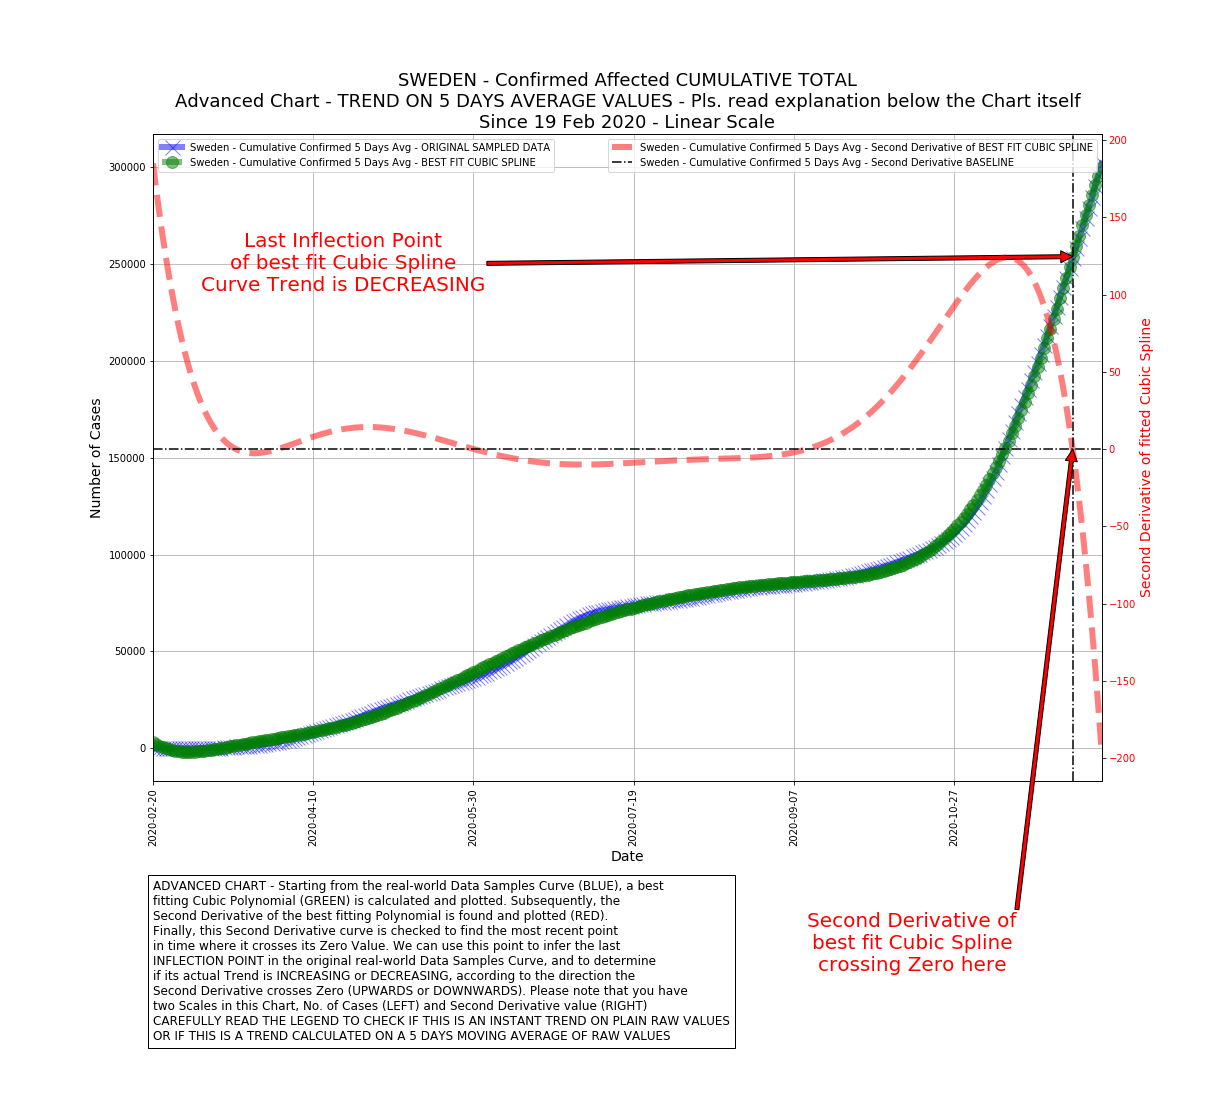 SWEDEN - Confirmed Affected CUMULATIVE TOTAL
Advanced Chart - TREND ON 5 DAYS AVERAGE VALUES - Pls. read explanation below the Chart itself
Since 19 Feb 2020 - Linear Scale
Sweden - Cumulative Confirmed 5 Days Avg - ORIGINAL SAMPLED DATA
Sweden - Cumulative Confirmed 5 Days Avg - BEST FIT CUBIC SPLINE
Sweden - Cumulative Confirmed 5 Days Avg - Second Derivative of BEST FIT CUBIC SPLINE
Sweden - Cumulative Confirmed 5 Days Avg - Second Derivative BASELINE
Last Inflection Point
of best fit Cubic Spline
Curve Trend is DECREASING
Number of Cases
300000
250000
200000
150000
100000
50000
0
200
150
100
50
0
−50
−100
−150
−200
Second Derivative of fitted Cubic Spline
2020-02-20
2020-04-10
2020-05-30
2020-07-19
2020-09-07
2020-10-27
Date
ADVANCED CHART - Starting from the real-world Data Samples Curve (BLUE), a best
fitting Cubic Polynomial (GREEN) is calculated and plotted. Subsequently, the
Second Derivative of the best fitting Polynomial is found and plotted (RED).
Finally, this Second Derivative curve is checked to find the most recent point
in time where it crosses its Zero Value. We can use this point to infer the last
INFLECTION POINT in the original real-world Data Samples Curve, and to determine
if its actual Trend is INCREASING or DECREASING, according to the direction the
Second Derivative crosses Zero (UPWARDS or DOWNWARDS). Please note that you have
two Scales in this Chart, No. of Cases (LEFT) and Second Derivative value (RIGHT)
CAREFULLY READ THE LEGEND TO CHECK IF THIS IS AN INSTANT TREND ON PLAIN RAW VALUES
OR IF THIS IS A TREND CALCULATED ON A 5 DAYS MOVING AVERAGE OF RAW VALUES
Second Derivative of
best fit Cubic Spline
crossing Zero here